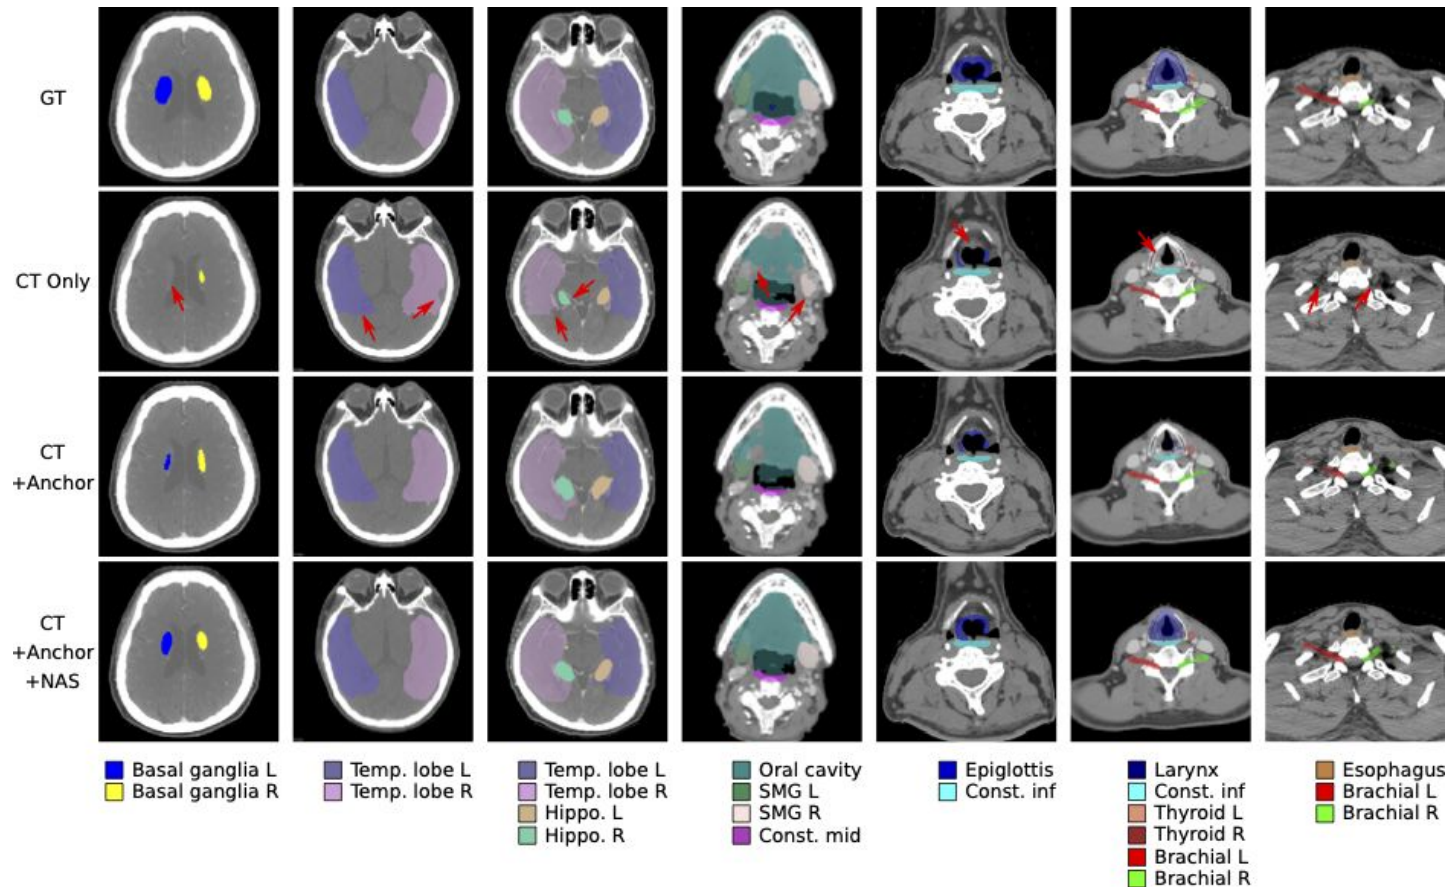 GT
CT Only
CT
+Anchor
CT
+Anchor
+NAS
Basal ganglia L
Basal ganglia R
Temp. lobe L
Temp. lobe R
Temp. lobe L
Temp. lobe R
Hippo. L
Hippo. R
Oral cavity
SMG L
SMG R
Const. mid
Epiglottis
Const. inf
Larynx
Const. inf
Thyroid L
Thyroid R
Brachial L
Brachial R
Esophagus
Brachial L
Brachial R